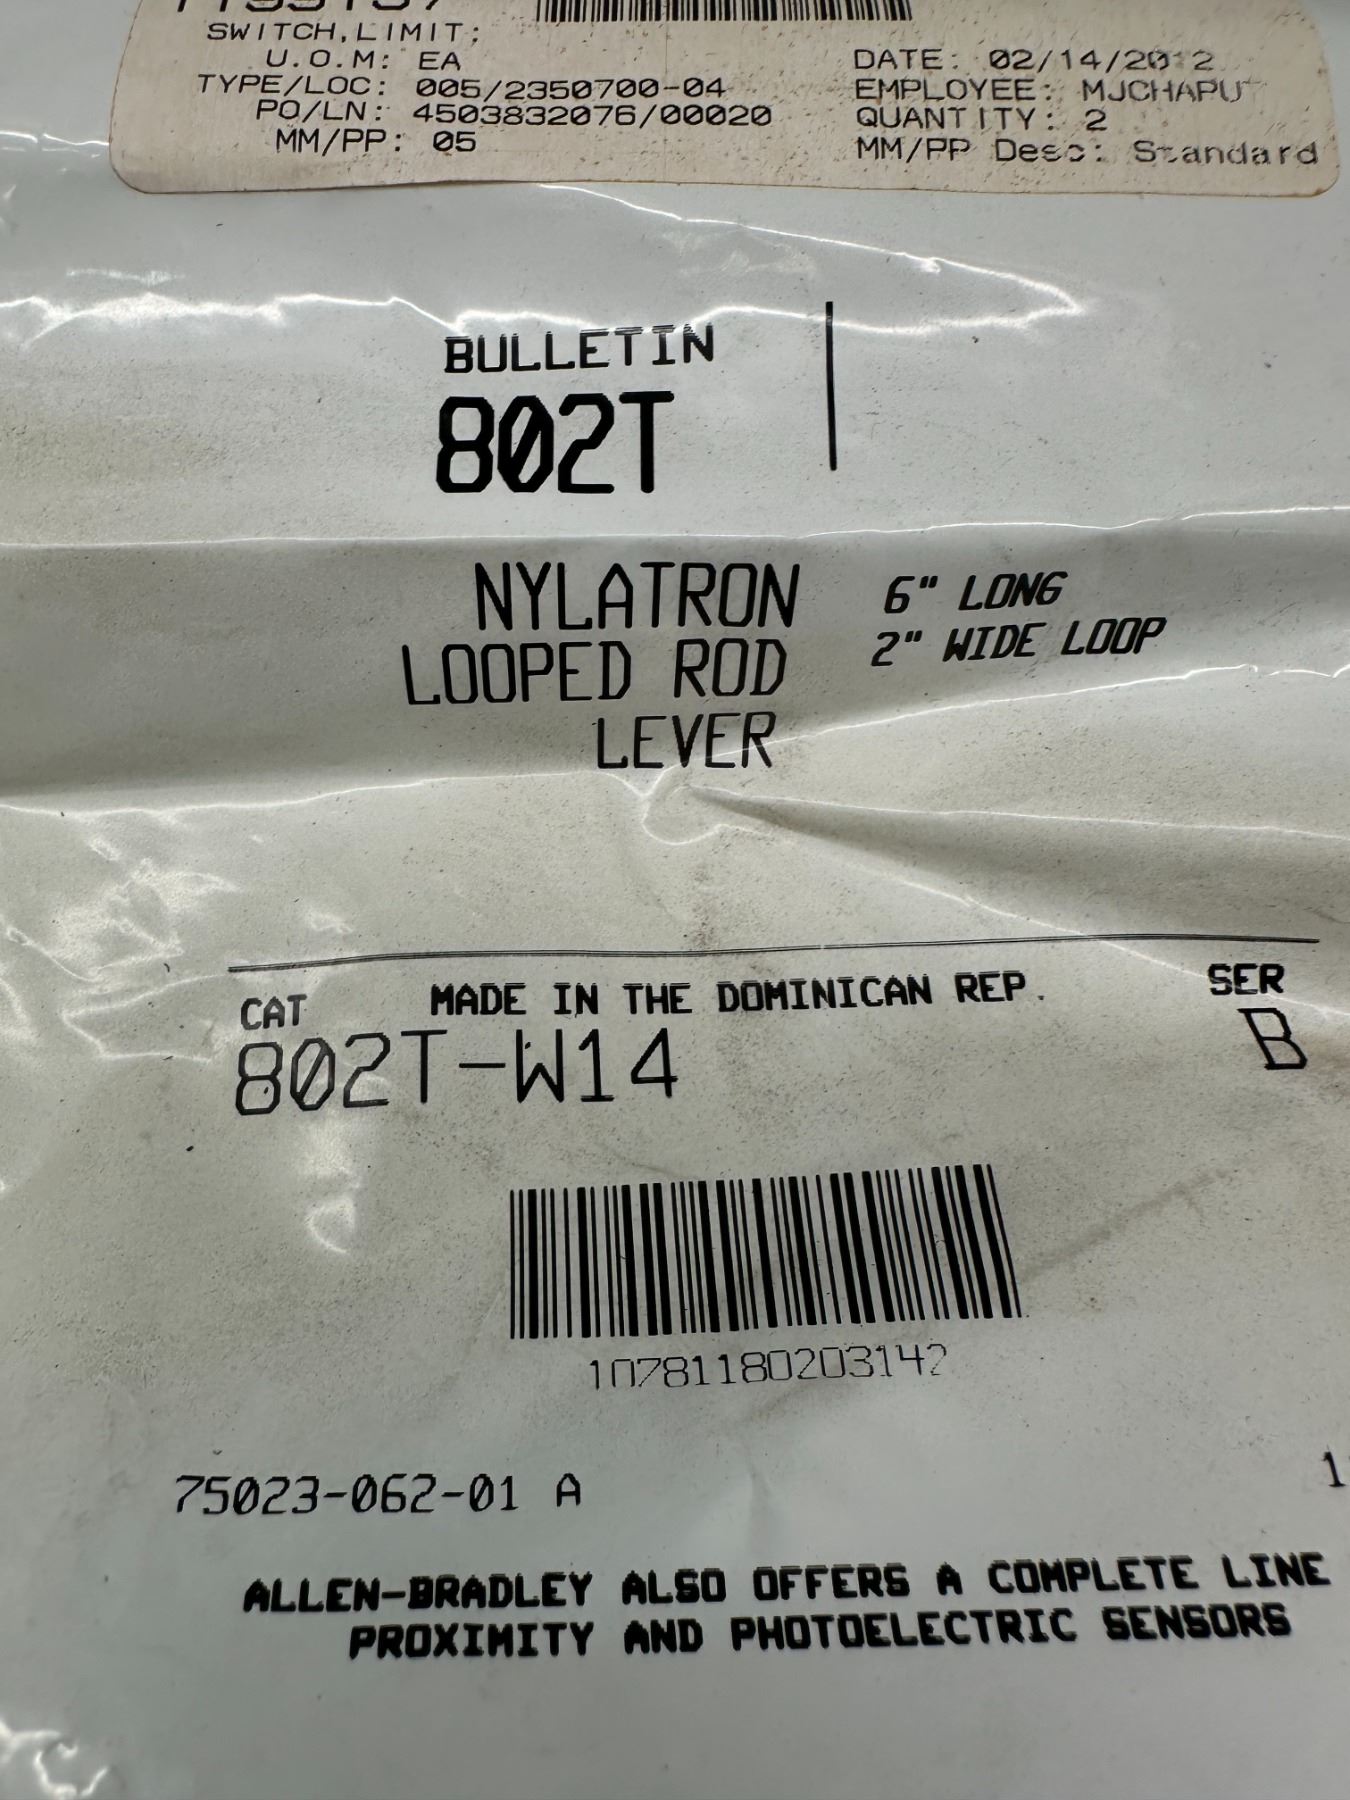 SWITCH,LIMIT;
U.O.M: EA
TYPE/LOC: 005/2350700-04
PO/LN: 4503832076/00020
MM/PP: 05
DATE: 02/14/2012
EMPLOYEE: MJCHAPUT
QUANTITY: 2
MM/PP Desc: Standard
BULLETIN
802T
NYLATRON
LOOPED ROD
LEVER
6" LONG
2" WIDE LOOP
CAT
MADE IN THE DOMINICAN REP.
SER
802T-W14
B
10781180203142
75023-062-01 A
ALLEN-BRADLEY ALSO OFFERS A COMPLETE LINE
PROXIMITY AND PHOTOELECTRIC SENSORS